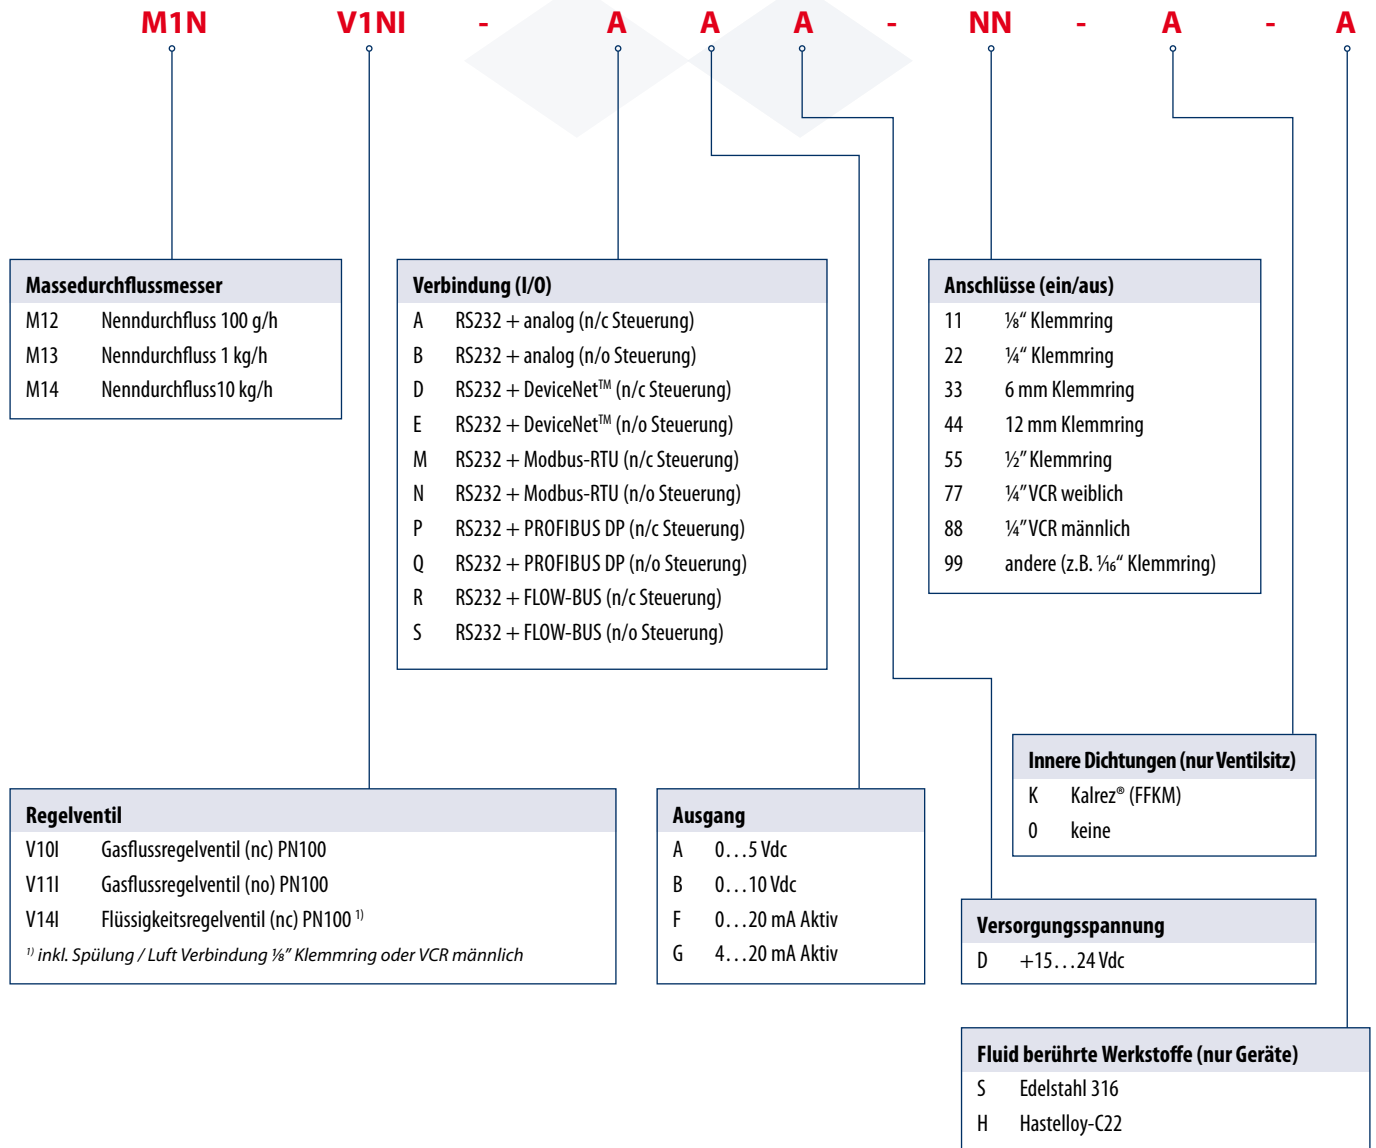 M1N V1NI - A A A - NN - A - A
Massedurchflussmesser
M12 Nenndurchfluss 100 g/h
M13 Nenndurchfluss 1 kg/h
M14 Nenndurchfluss10 kg/h
Verbindung (I/O)
A RS232 + analog (n/c Steuerung)
B RS232 + analog (n/o Steuerung)
D RS232 + DeviceNet™ (n/c Steuerung)
E RS232 + DeviceNet™ (n/o Steuerung)
M RS232 + Modbus-RTU (n/c Steuerung)
N RS232 + Modbus-RTU (n/o Steuerung)
P RS232 + PROFIBUS DP (n/c Steuerung)
Q RS232 + PROFIBUS DP (n/o Steuerung)
R RS232 + FLOW-BUS (n/c Steuerung)
S RS232 + FLOW-BUS (n/o Steuerung)
Anschlüsse (ein/aus)
11 ⅛“ Klemmring
22 ¼“ Klemmring
33 6 mm Klemmring
44 12 mm Klemmring
55 ½” Klemmring
77 ¼” VCR weiblich
88 ¼” VCR männlich
99 andere (z.B. ¹⁄₁₆“ Klemmring)
Innere Dichtungen (nur Ventilsitz)
K Kalrez® (FFKM)
0 keine
Regelventil
V10I Gasflussregelventil (nc) PN100
V11I Gasflussregelventil (no) PN100
V14I Flüssigkeitsregelventil (nc) PN100 ¹⁾
¹⁾ inkl. Spülung / Luft Verbindung ⅛” Klemmring oder VCR männlich
Ausgang
A 0…5 Vdc
B 0…10 Vdc
F 0…20 mA Aktiv
G 4…20 mA Aktiv
Versorgungsspannung
D +15…24 Vdc
Fluid berührte Werkstoffe (nur Geräte)
S Edelstahl 316
H Hastelloy-C22